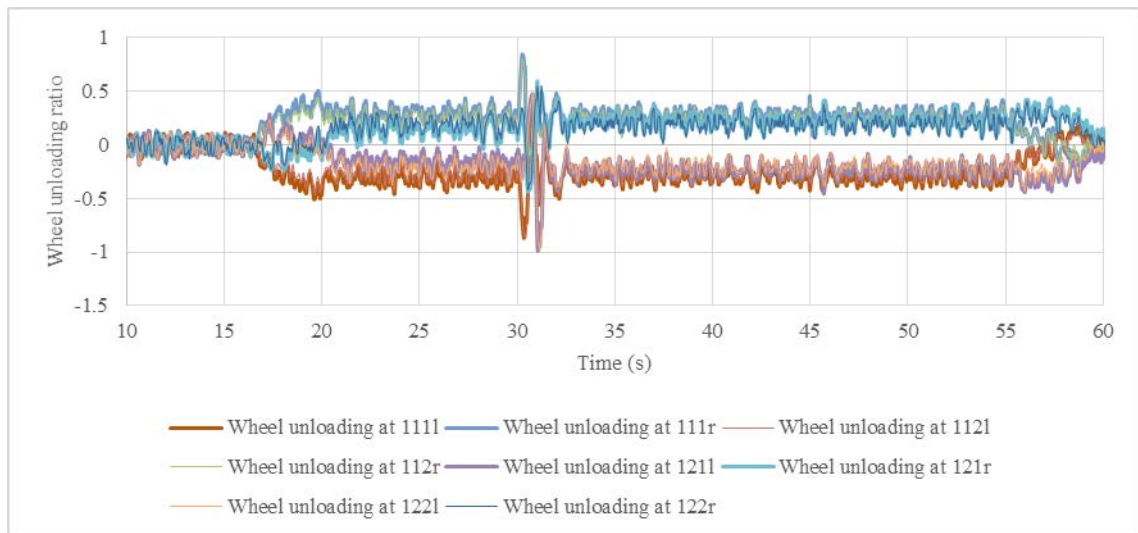 1
0.5
0
-0.5
-1
-1.5
Wheel unloading ratio
10 15 20 25 30 35 40 45 50 55 60
Time (s)
Wheel unloading at 111l Wheel unloading at 111r Wheel unloading at 112l
Wheel unloading at 112r Wheel unloading at 121l Wheel unloading at 121r
Wheel unloading at 122l Wheel unloading at 122r